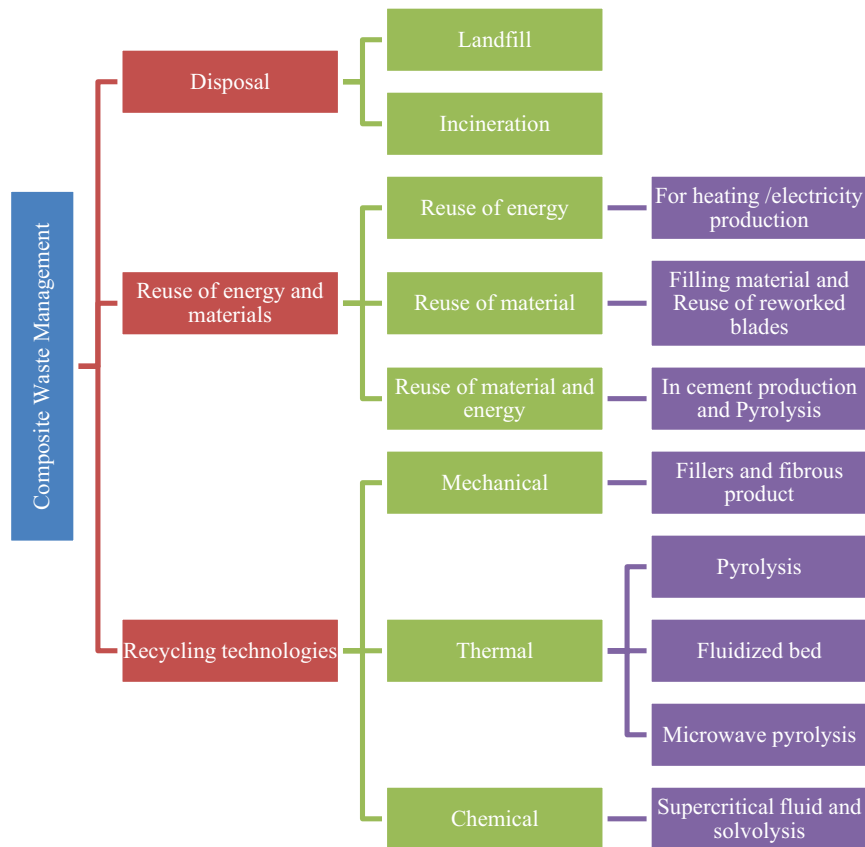 Composite Waste Management
Disposal
Landfill
Incineration
Reuse of energy and
materials
Reuse of energy
For heating /electricity
production
Reuse of material
Filling material and
Reuse of reworked
blades
Reuse of material and
energy
In cement production
and Pyrolysis
Recycling technologies
Mechanical
Fillers and fibrous
product
Thermal
Pyrolysis
Fluidized bed
Microwave pyrolysis
Chemical
Supercritical fluid and
solvolysis